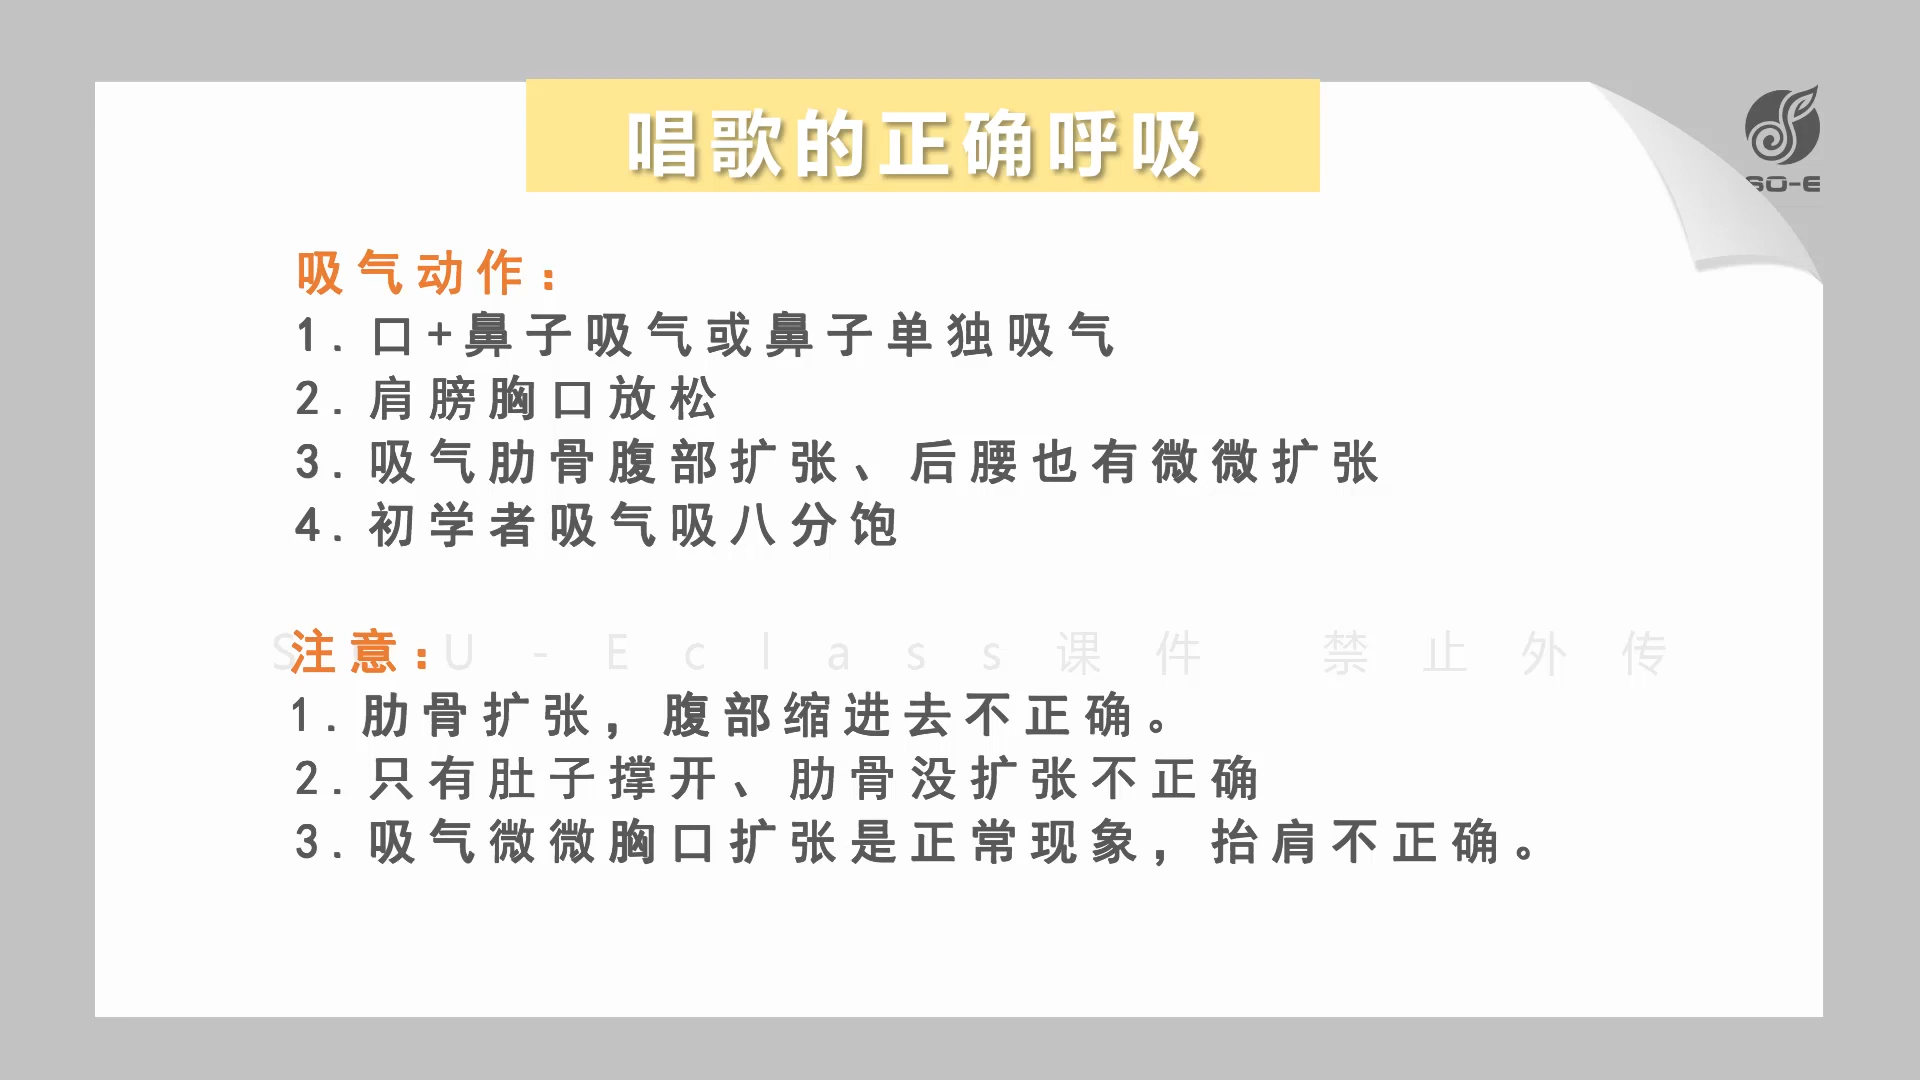 唱歌的正确呼吸
SO-E
吸气动作：
1.口+鼻子吸气或鼻子单独吸气
2.肩膀胸口放松
3.吸气肋骨腹部扩张、后腰也有微微扩张
4.初学者吸气吸八分饱
注意：
U-Eclass课件 禁止外传
1.肋骨扩张，腹部缩进去不正确。
2.只有肚子撑开、肋骨没扩张不正确
3.吸气微微胸口扩张是正常现象，抬肩不正确。